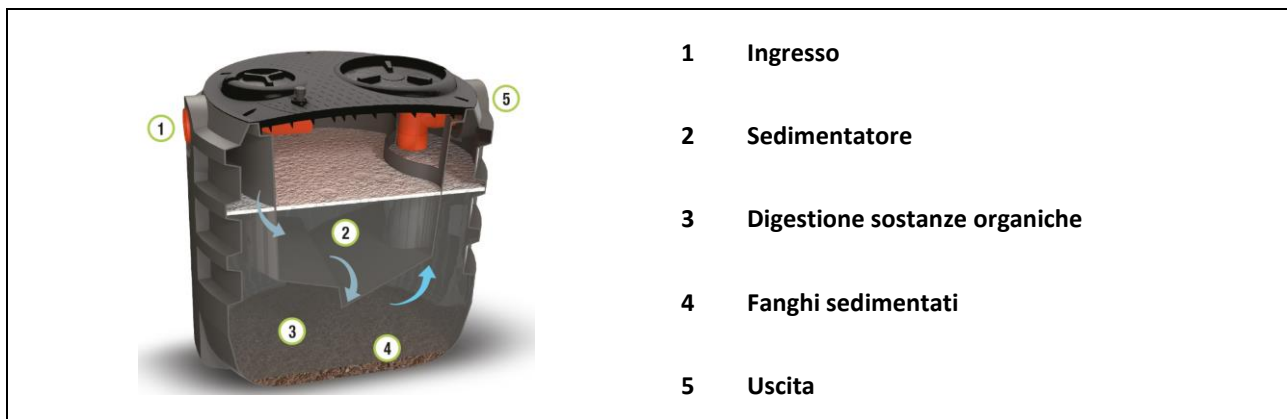 1
5
2
3
4
1 Ingresso
2 Sedimentatore
3 Digestione sostanze organiche
4 Fanghi sedimentati
5 Uscita